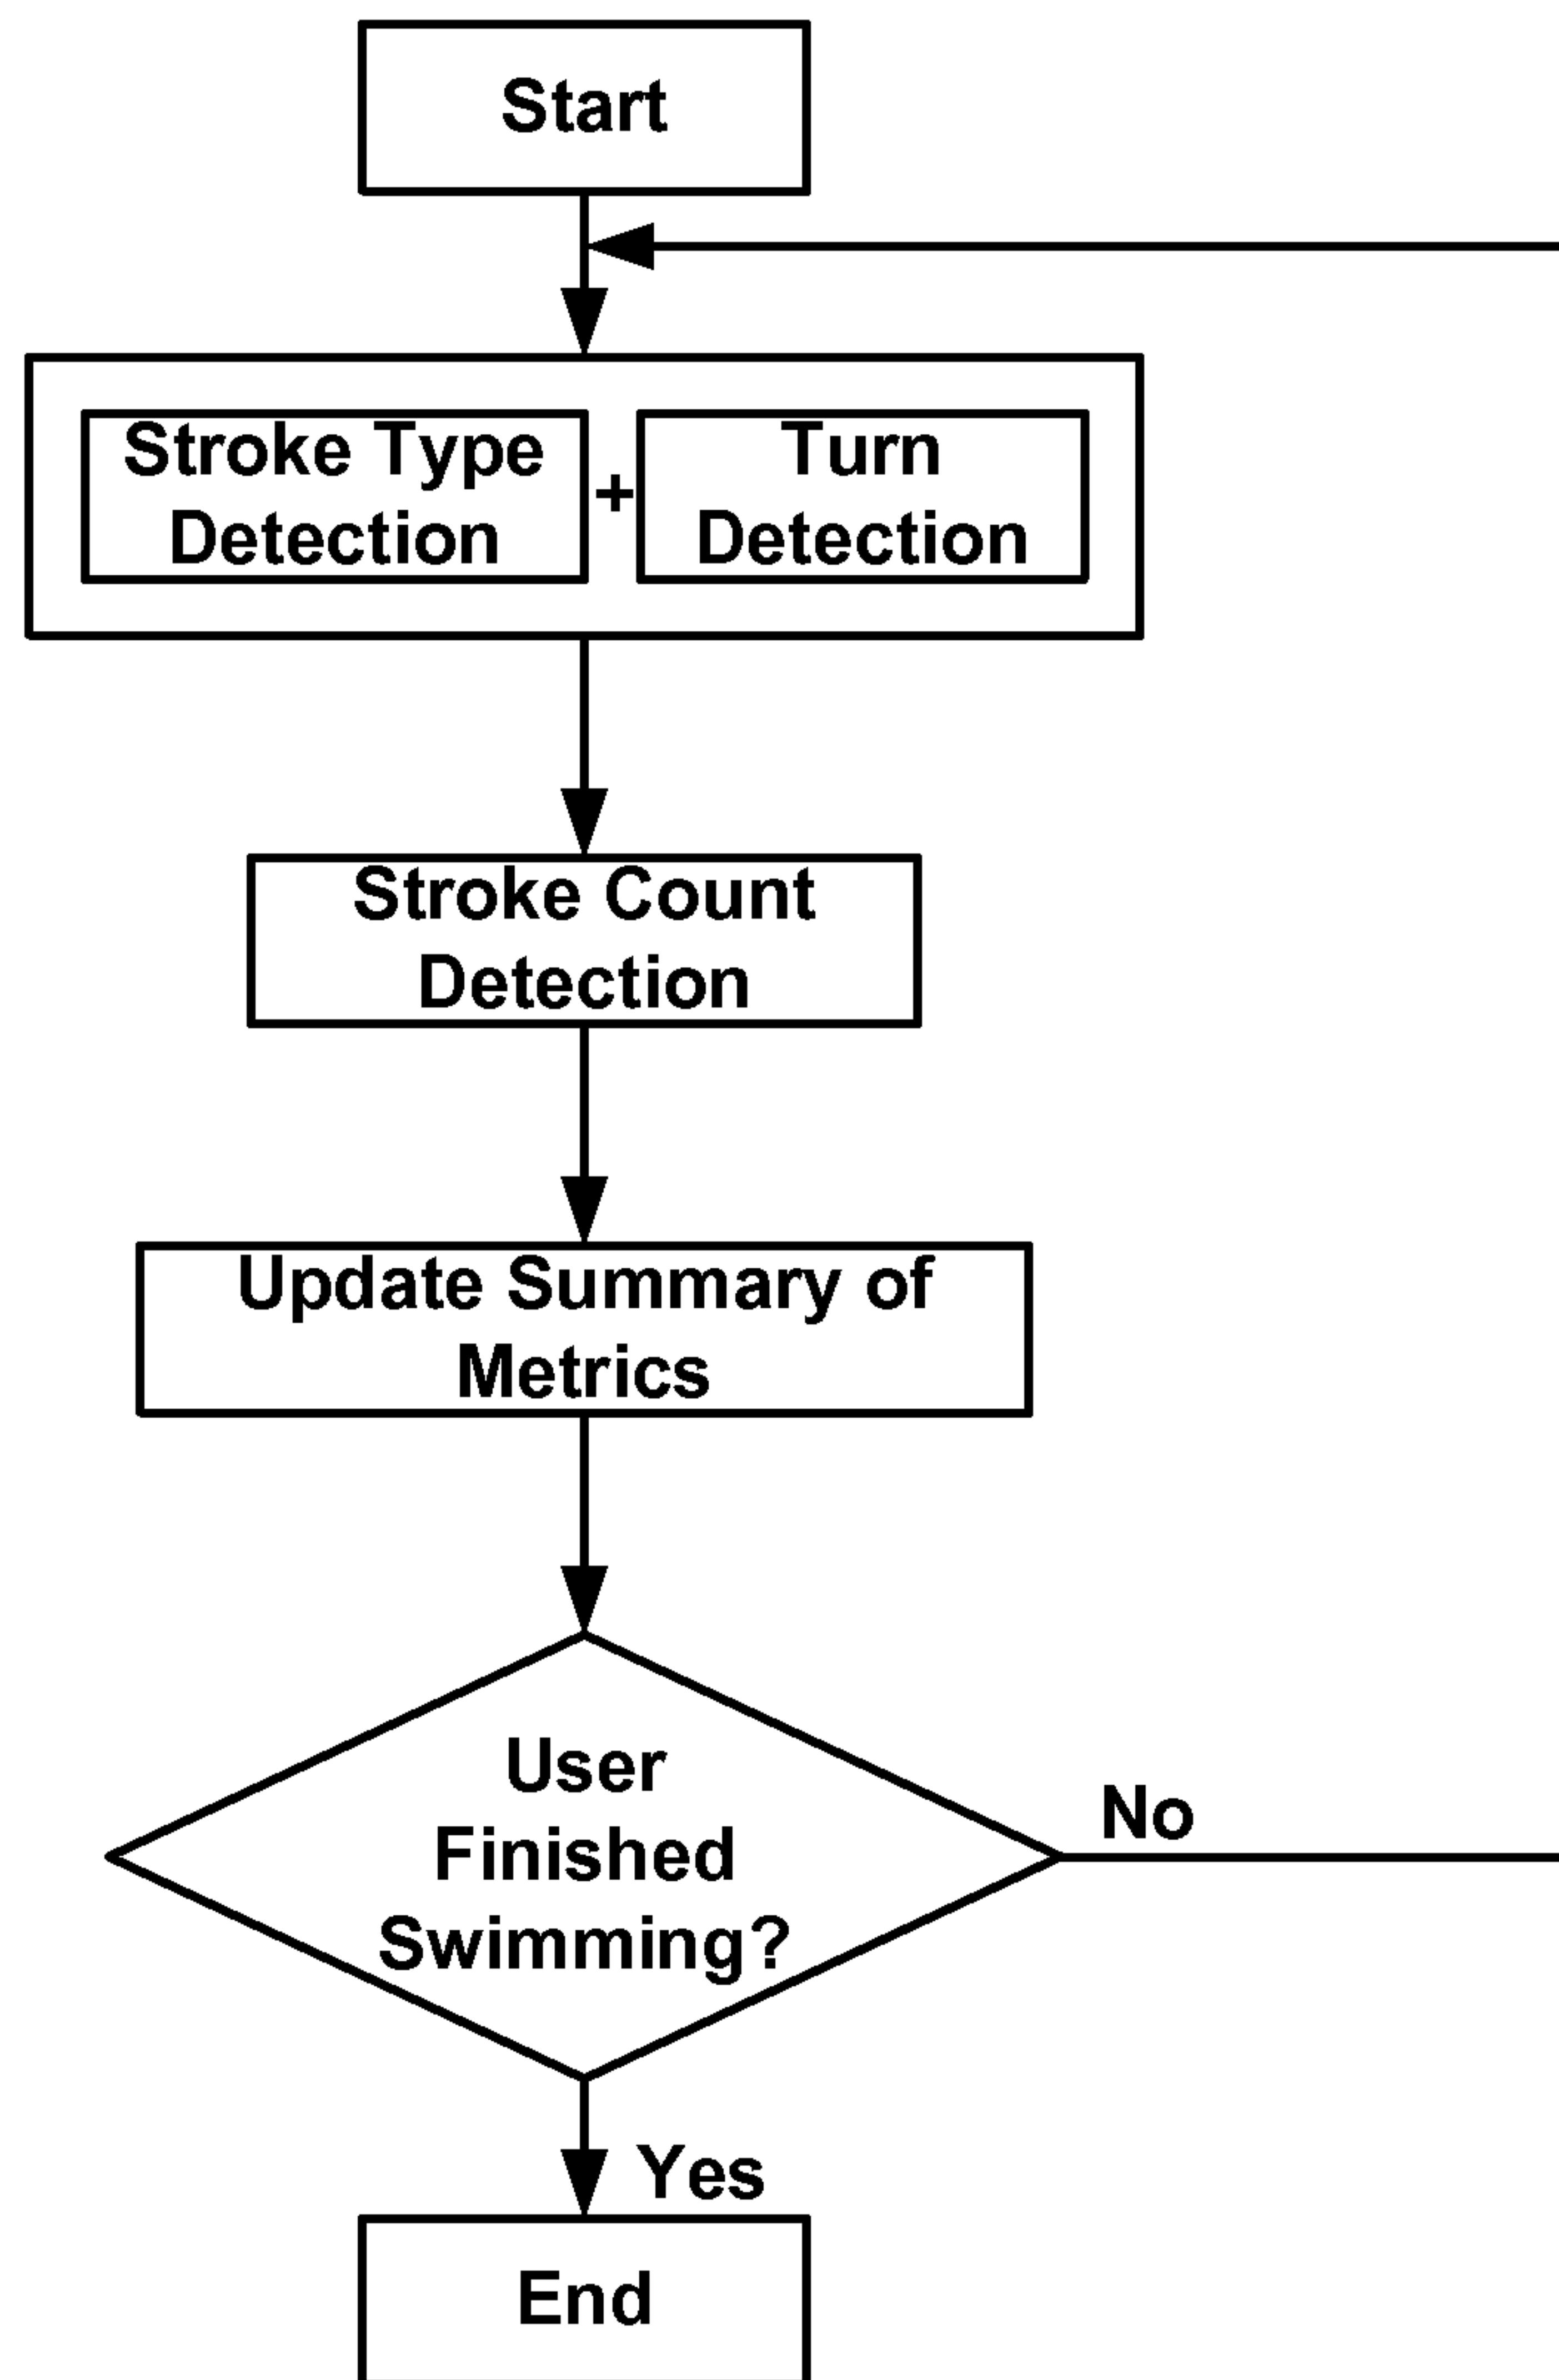 Start
Stroke Type
Detection
+
Turn
Detection
Stroke Count
Detection
Update Summary of
Metrics
User
Finished
Swimming?
No
Yes
End